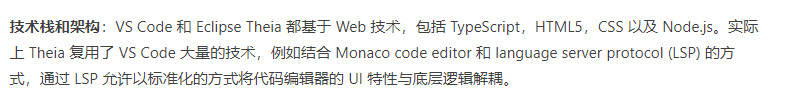 技术栈和架构：VS Code 和 Eclipse Theia 都基于 Web 技术，包括 TypeScript，HTML5，CSS 以及 Node.js。实际
上 Theia 复用了 VS Code 大量的技术，例如结合 Monaco code editor 和 language server protocol (LSP) 的方
式，通过 LSP 允许以标准化的方式将代码编辑器的 UI 特性与底层逻辑解耦。